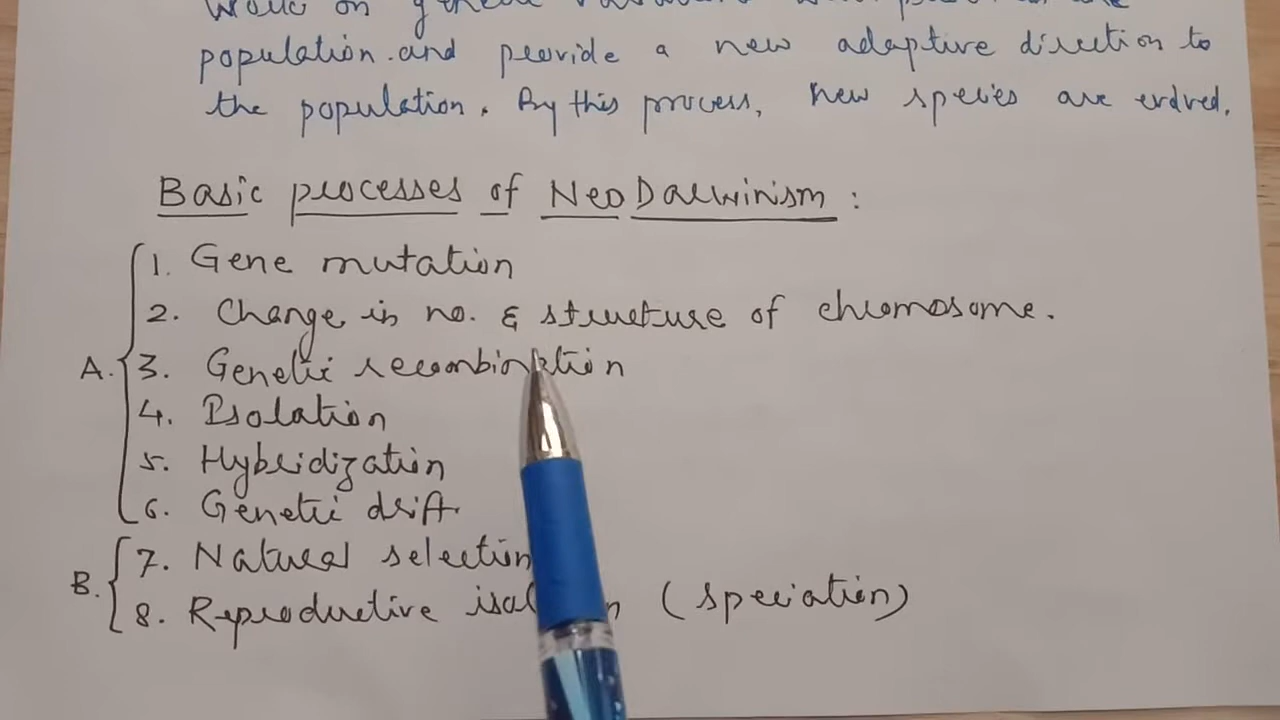 work on
population and provide a new adaptive direction to
the population. By this process, new species are evolved.
Basic processes of NeoDarwinism :
1. Gene mutation
2. Change in no. & structure of chromosome.
A. 3. Genetic recombination
4. Isolation
5. Hybridization
6. Genetic drift.
7. Natural selection
B. 8. Reproductive (speciation)